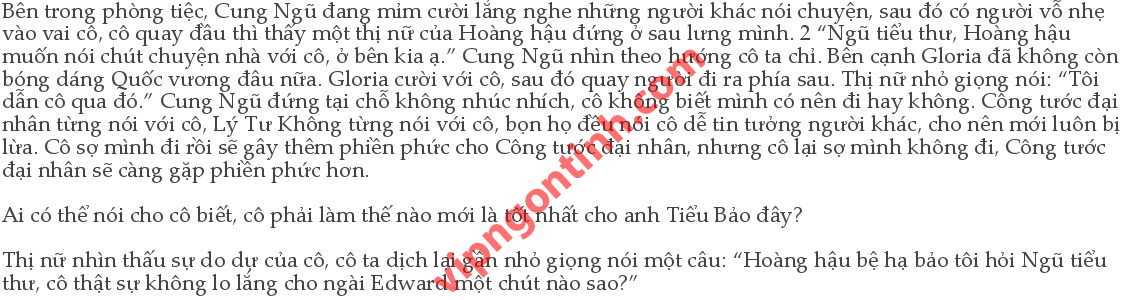 Bên trong phòng tiệc, Cung Ngũ đang mỉm cười lắng nghe những người khác nói chuyện, sau đó có người vỗ nhẹ
vào vai cô, cô quay đầu thì thấy một thị nữ của Hoàng hậu đứng ở sau lưng mình. 2 “Ngũ tiểu thư, Hoàng hậu
muốn nói chút chuyện nhà với cô, ở bên kia ạ.” Cung Ngũ nhìn theo hướng cô ta chỉ. Bên cạnh Gloria đã không còn
bóng dáng Quốc vương đâu nữa. Gloria cười với cô, sau đó quay người đi ra phía sau. Thị nữ nhỏ giọng nói: “Tôi
dẫn cô qua đó.” Cung Ngũ đứng tại chỗ không nhúc nhích, cô không biết mình có nên đi hay không. Công tước đại
nhân từng nói với cô, Lý Tư Không từng nói với cô, bọn họ đều nói cô dễ tin tưởng người khác, cho nên mới luôn bị
lừa. Cô sợ mình đi rồi sẽ gây thêm phiền phức cho Công tước đại nhân, nhưng cô lại sợ mình không đi, Công tước
đại nhân sẽ càng gặp phiền phức hơn.
Ai có thể nói cho cô biết, cô phải làm thế nào mới là tốt nhất cho anh Tiểu Bảo đây?
Thị nữ nhìn thấu sự do dự của cô, cô ta dịch lại gần nhỏ giọng nói một câu: “Hoàng hậu bệ hạ bảo tôi hỏi Ngũ tiểu
thư, cô thật sự không lo lắng cho ngài Edward một chút nào sao?”
vipngontinh.com